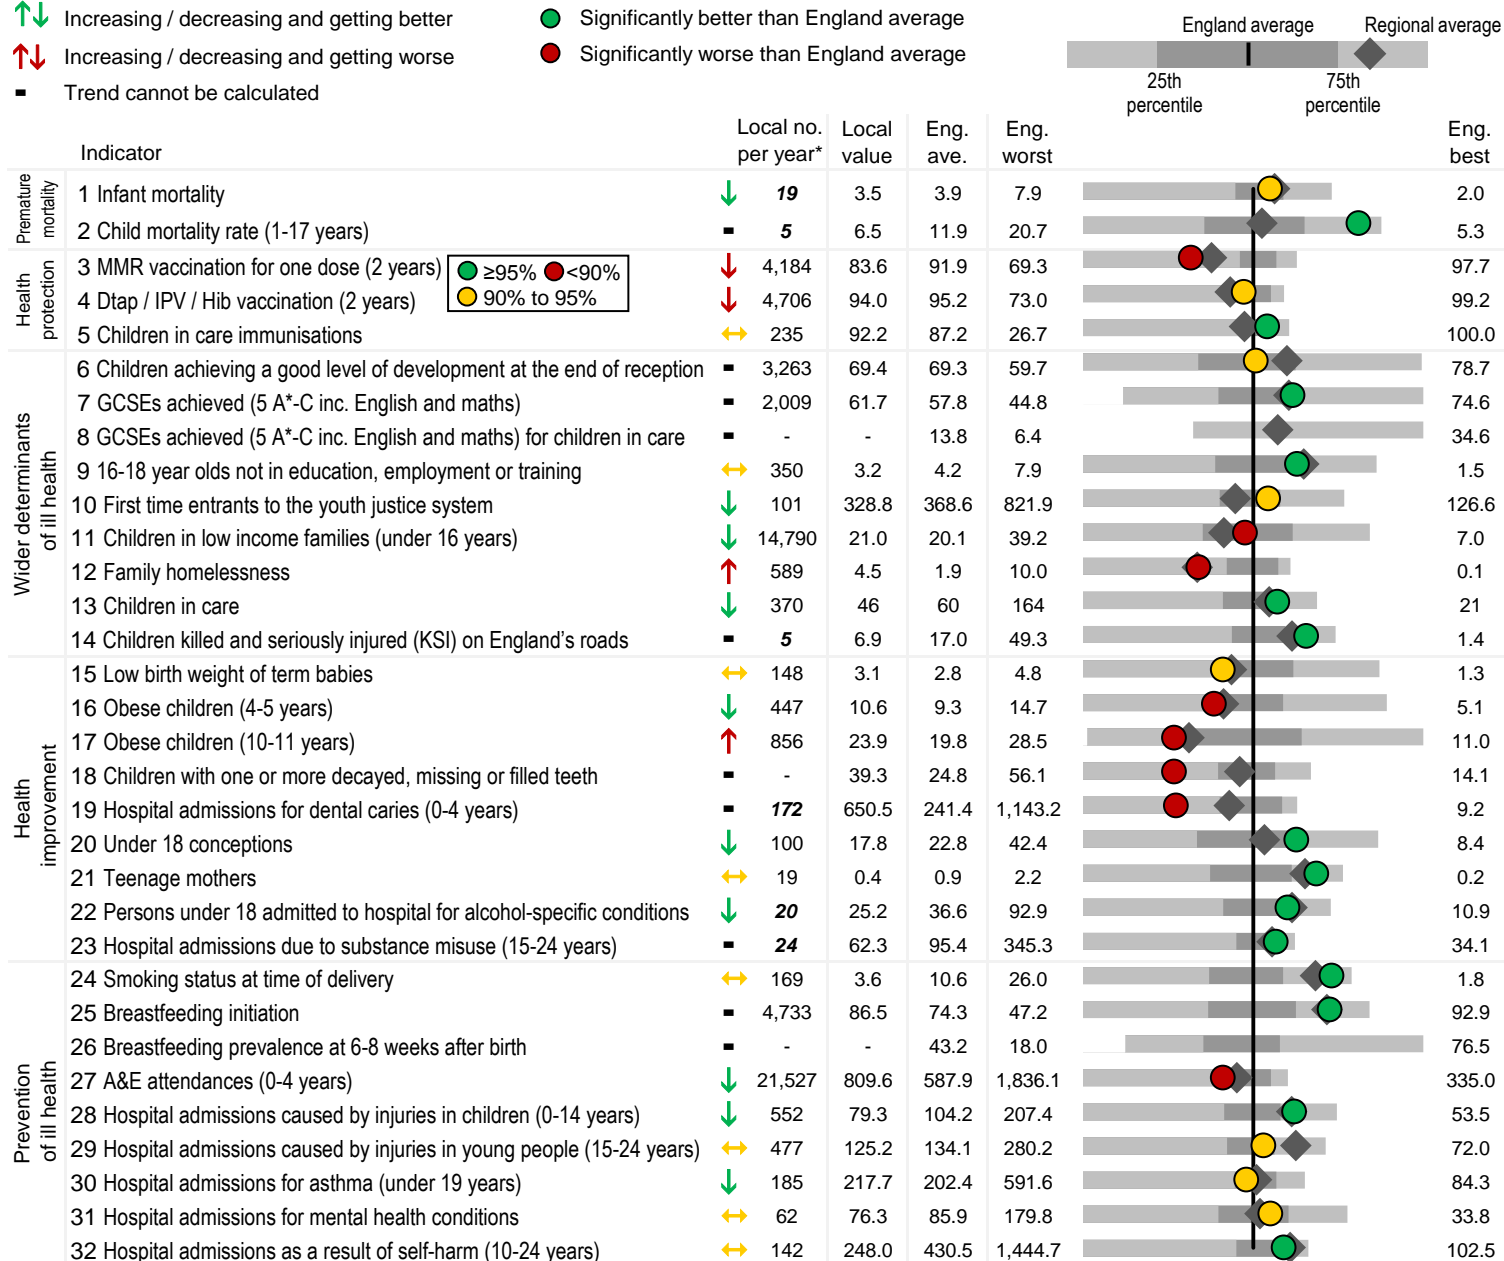 ↑↓ Increasing / decreasing and getting better
Significantly better than England average
England average
Regional average
↑↓ Increasing / decreasing and getting worse
Significantly worse than England average
25th percentile
75th percentile
- Trend cannot be calculated
Indicator
Local no. per year*
Local value
Eng. ave.
Eng. worst
Eng. best
Premature mortality
1 Infant mortality ↓ 19 3.5 3.9 7.9 2.0
2 Child mortality rate (1-17 years) - 5 6.5 11.9 20.7 5.3
Health protection
3 MMR vaccination for one dose (2 years) ↓ 4,184 83.6 91.9 69.3 97.7
≥95% <90%
90% to 95%
4 Dtap / IPV / Hib vaccination (2 years) ↓ 4,706 94.0 95.2 73.0 99.2
5 Children in care immunisations ↔ 235 92.2 87.2 26.7 100.0
Wider determinants of ill health
6 Children achieving a good level of development at the end of reception - 3,263 69.4 69.3 59.7 78.7
7 GCSEs achieved (5 A*-C inc. English and maths) - 2,009 61.7 57.8 44.8 74.6
8 GCSEs achieved (5 A*-C inc. English and maths) for children in care - - - 13.8 6.4 34.6
9 16-18 year olds not in education, employment or training ↔ 350 3.2 4.2 7.9 1.5
10 First time entrants to the youth justice system ↓ 101 328.8 368.6 821.9 126.6
11 Children in low income families (under 16 years) ↓ 14,790 21.0 20.1 39.2 7.0
12 Family homelessness ↑ 589 4.5 1.9 10.0 0.1
13 Children in care ↓ 370 46 60 164 21
14 Children killed and seriously injured (KSI) on England's roads - 5 6.9 17.0 49.3 1.4
Health improvement
15 Low birth weight of term babies ↔ 148 3.1 2.8 4.8 1.3
16 Obese children (4-5 years) ↓ 447 10.6 9.3 14.7 5.1
17 Obese children (10-11 years) ↑ 856 23.9 19.8 28.5 11.0
18 Children with one or more decayed, missing or filled teeth - - 39.3 24.8 56.1 14.1
19 Hospital admissions for dental caries (0-4 years) - 172 650.5 241.4 1,143.2 9.2
20 Under 18 conceptions ↓ 100 17.8 22.8 42.4 8.4
21 Teenage mothers ↔ 19 0.4 0.9 2.2 0.2
22 Persons under 18 admitted to hospital for alcohol-specific conditions ↓ 20 25.2 36.6 92.9 10.9
23 Hospital admissions due to substance misuse (15-24 years) - 24 62.3 95.4 345.3 34.1
Prevention of ill health
24 Smoking status at time of delivery ↔ 169 3.6 10.6 26.0 1.8
25 Breastfeeding initiation - 4,733 86.5 74.3 47.2 92.9
26 Breastfeeding prevalence at 6-8 weeks after birth - - - 43.2 18.0 76.5
27 A&E attendances (0-4 years) ↓ 21,527 809.6 587.9 1,836.1 335.0
28 Hospital admissions caused by injuries in children (0-14 years) ↓ 552 79.3 104.2 207.4 53.5
29 Hospital admissions caused by injuries in young people (15-24 years) ↔ 477 125.2 134.1 280.2 72.0
30 Hospital admissions for asthma (under 19 years) ↓ 185 217.7 202.4 591.6 84.3
31 Hospital admissions for mental health conditions ↔ 62 76.3 85.9 179.8 33.8
32 Hospital admissions as a result of self-harm (10-24 years) ↔ 142 248.0 430.5 1,444.7 102.5